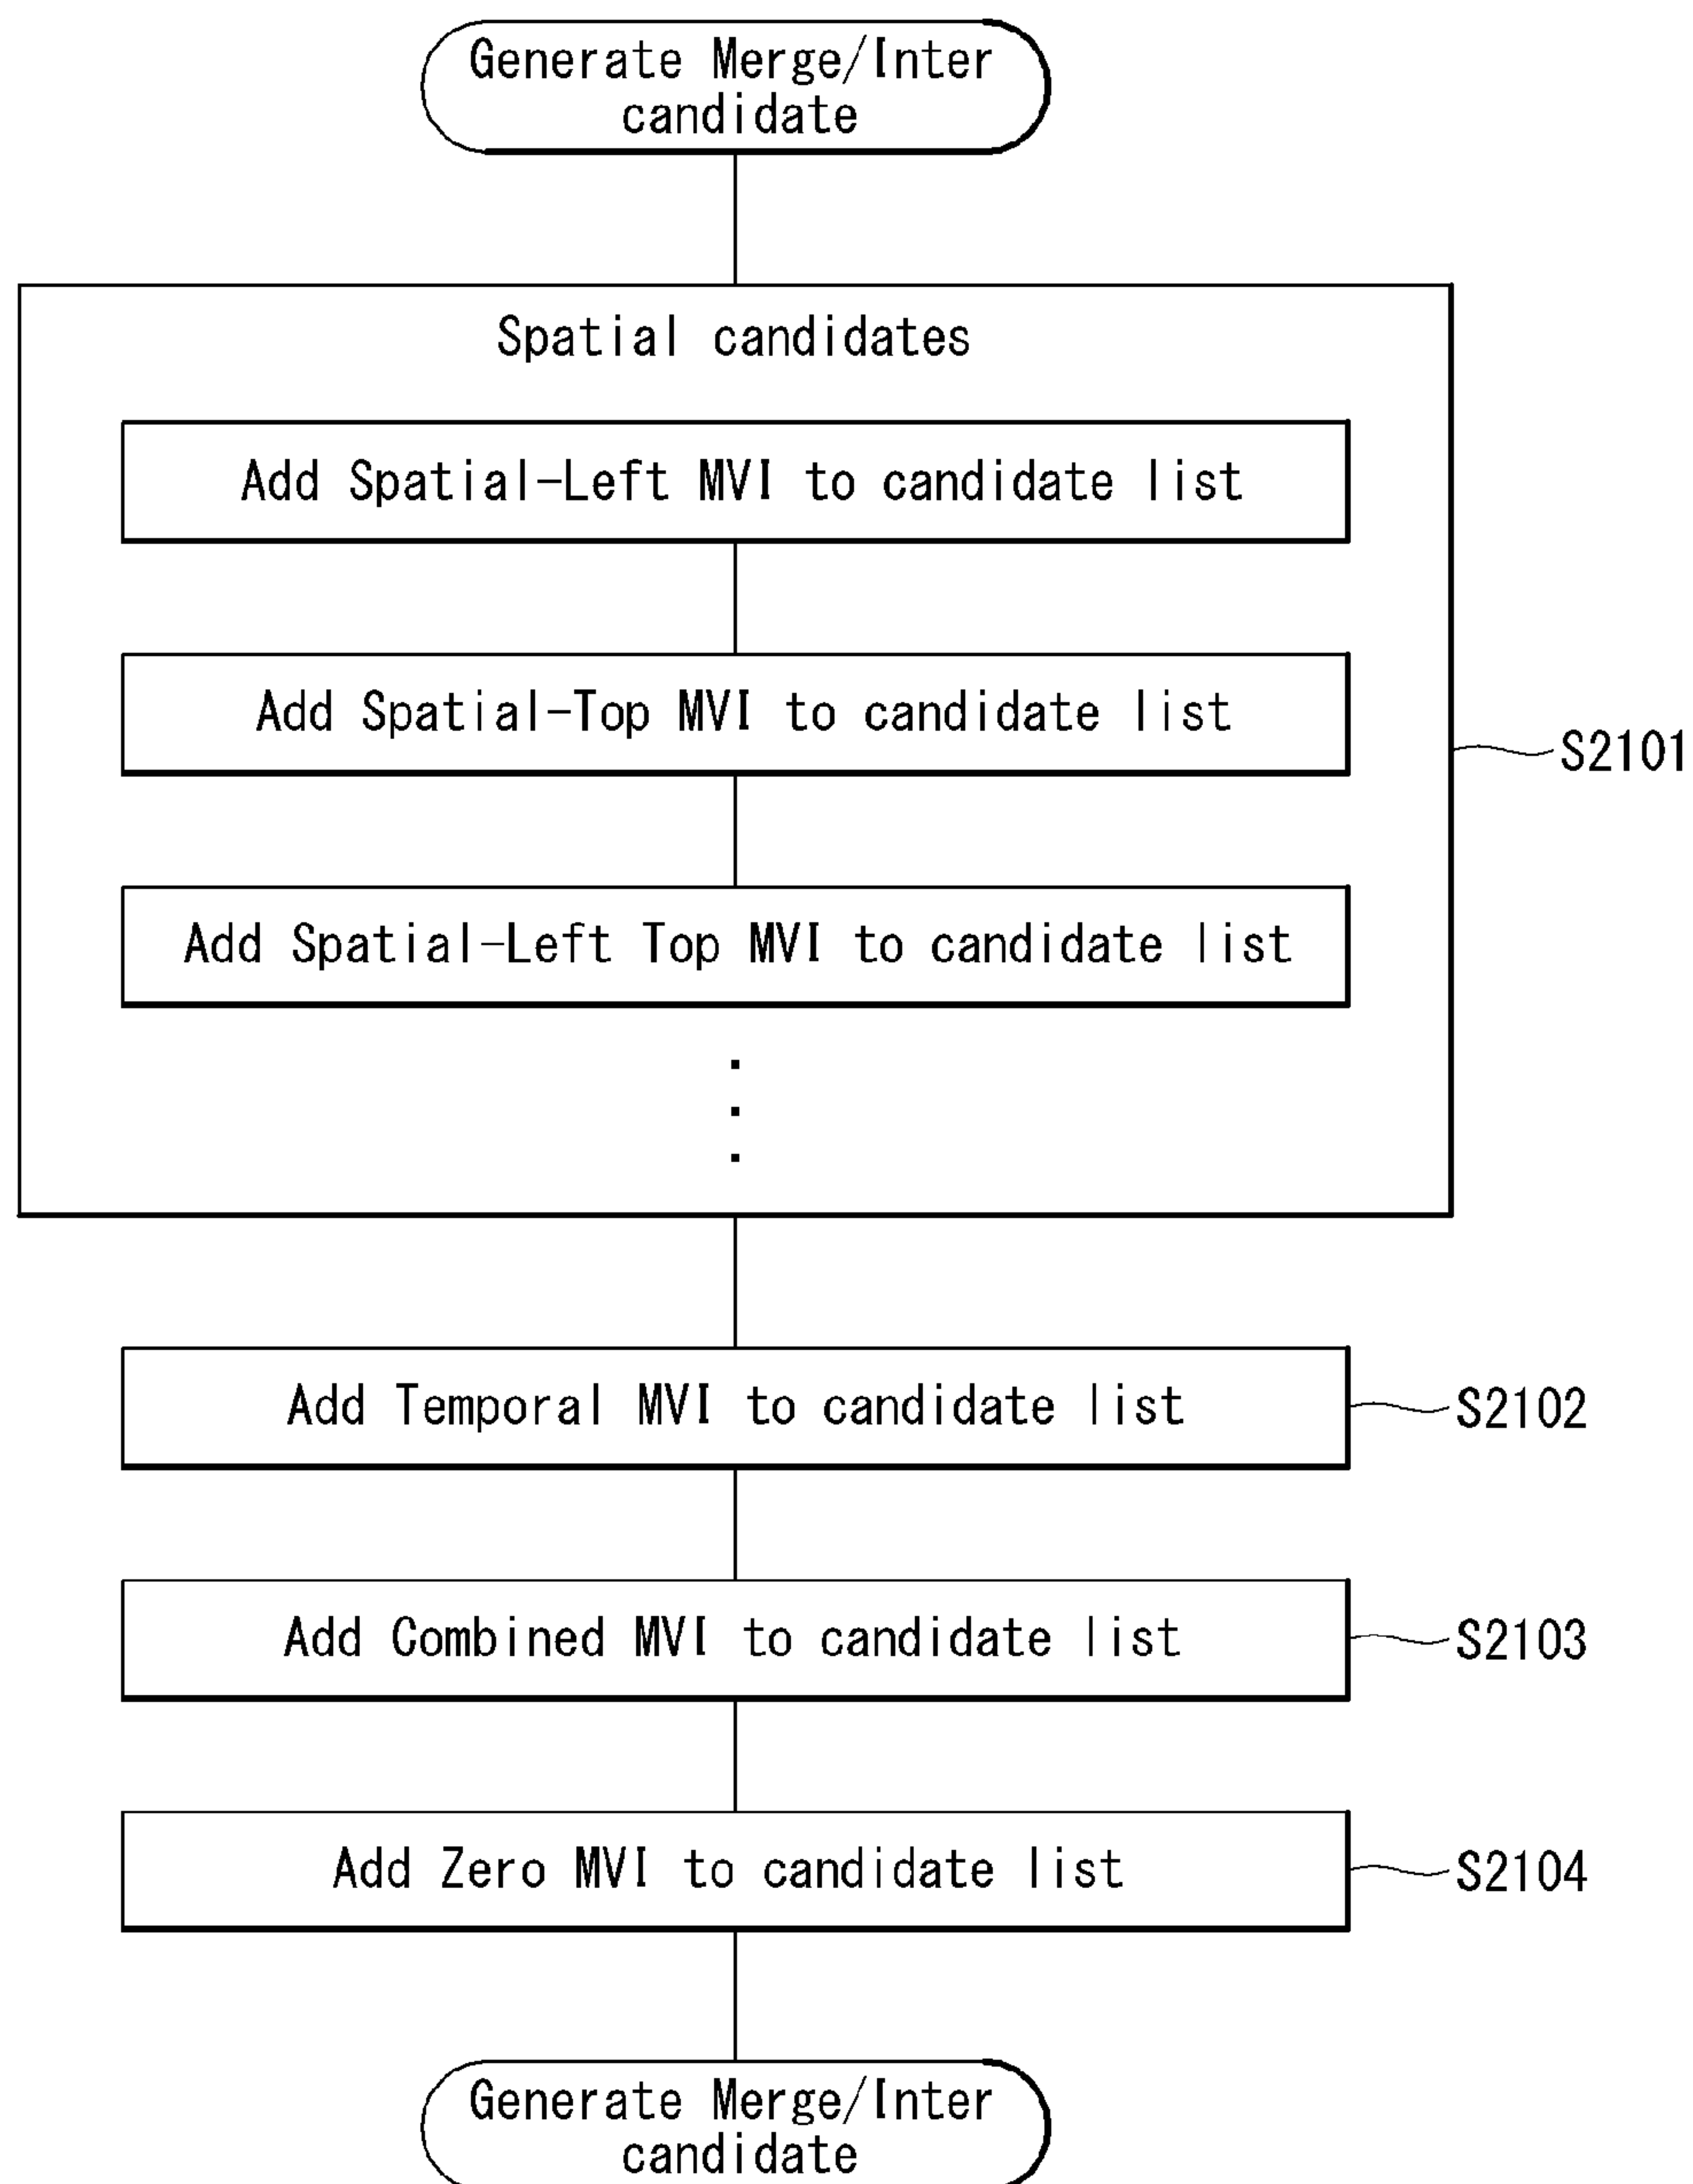 Generate Merge/Inter
candidate
Spatial candidates
Add Spatial-Left MVI to candidate list
Add Spatial-Top MVI to candidate list
S2101
Add Spatial-Left Top MVI to candidate list
Add Temporal MVI to candidate list
S2102
Add Combined MVI to candidate list
S2103
Add Zero MVI to candidate list
S2104
Generate Merge/Inter
candidate